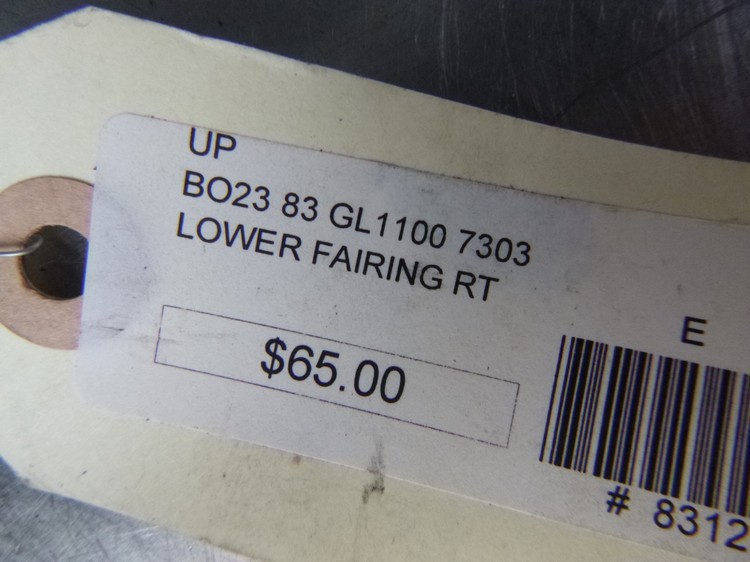 UP
BO23 83 GL1100 7303
LOWER FAIRING RT
$65.00
E
# 8312